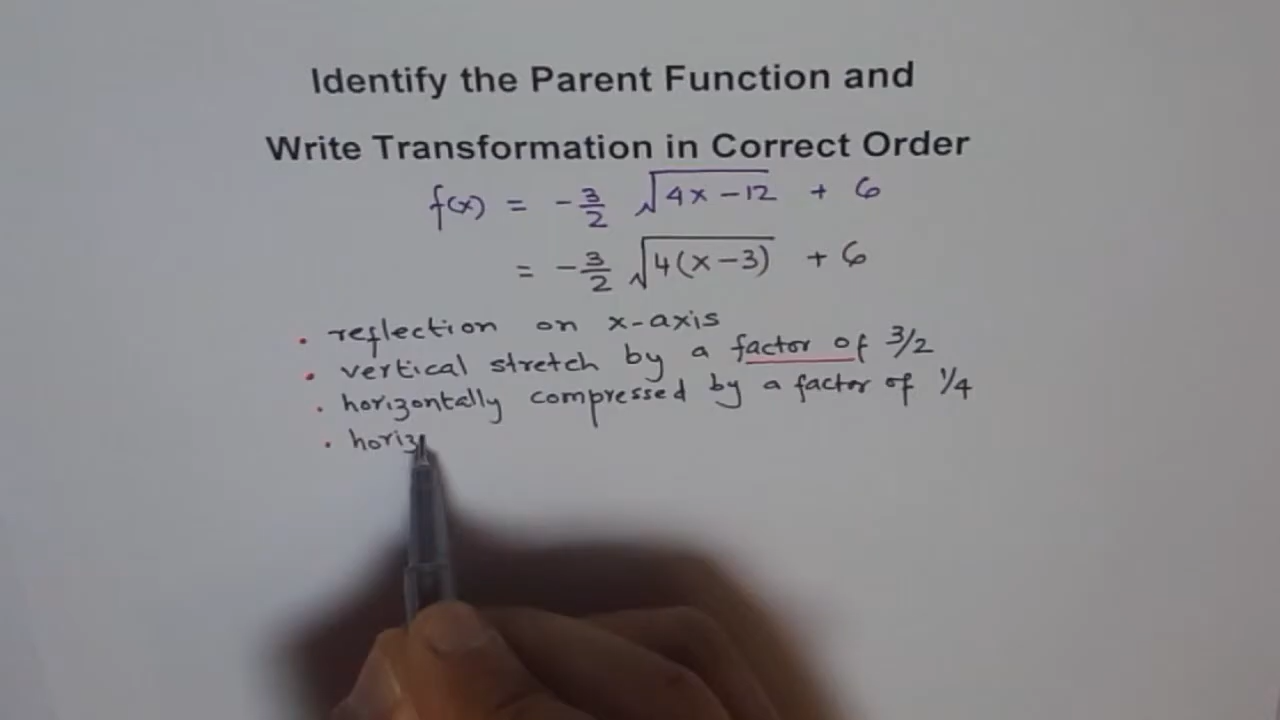 Identify the Parent Function and
Write Transformation in Correct Order
f(x) = -3/2 √(4x-12) + 6
= -3/2 √(4(x-3)) + 6
. reflection on x-axis
. vertical stretch by a factor of 3/2
. horizontally compressed by a factor of 1/4
. horiz